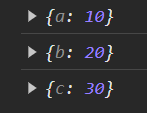 ▶ {a: 10}
▶ {b: 20}
▶ {c: 30}